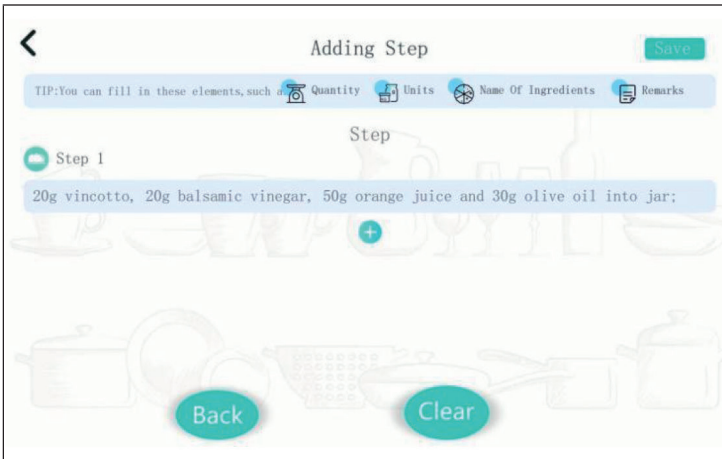 Adding Step
Save
TIP:You can fill in these elements,such a
Quantity
Units
Name Of Ingredients
Remarks
Step
Step 1
20g vincotto, 20g balsamic vinegar, 50g orange juice and 30g olive oil into jar;
Back
Clear